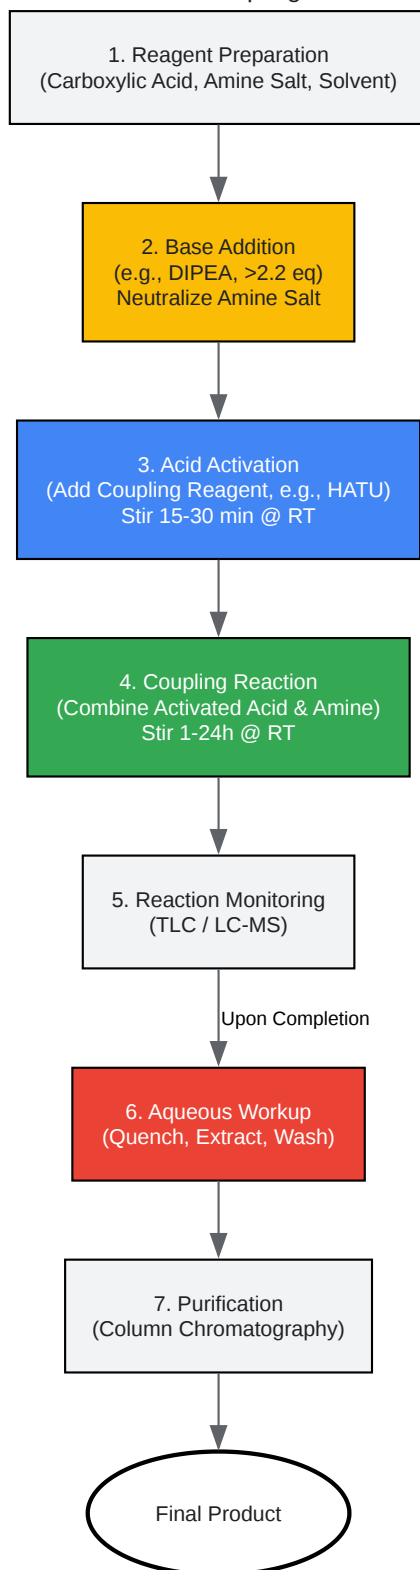 1. Reagent Preparation
(Carboxylic Acid, Amine Salt, Solvent)
2. Base Addition
(e.g., DIPEA, >2.2 eq)
Neutralize Amine Salt
3. Acid Activation
(Add Coupling Reagent, e.g., HATU)
Stir 15-30 min @ RT
4. Coupling Reaction
(Combine Activated Acid & Amine)
Stir 1-24h @ RT
5. Reaction Monitoring
(TLC / LC-MS)
Upon Completion
6. Aqueous Workup
(Quench, Extract, Wash)
7. Purification
(Column Chromatography)
Final Product